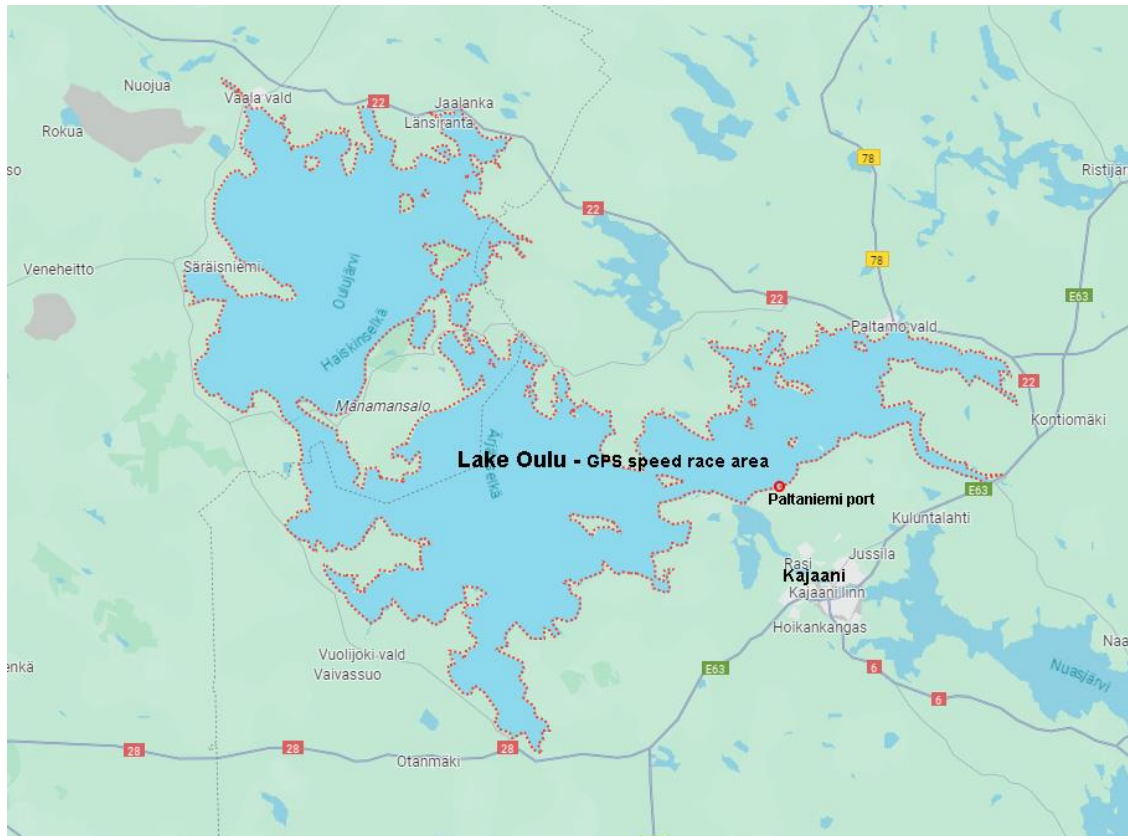 Nuojua
Vaala vald
22
Jaalanka
Länsiranta
Rokua
so
78
Ristijär
22
Veneheitto
Säräisniemi
Oulujärvi
78
22
E63
Haiskinselkä
Paltamo vald
22
Manamansalo
Kontiomäki
Lake Oulu - GPS speed race area
E63
Paltaniemi port
Kuluntalahti
Jussila
Rasi
Kajaani
Kajaani linn
Hoikankangas
Vuolijoki vald
Vaivassuo
enkä
E63
6
Naa
Nuasjärvi
6
28
28
28
Otanmäki